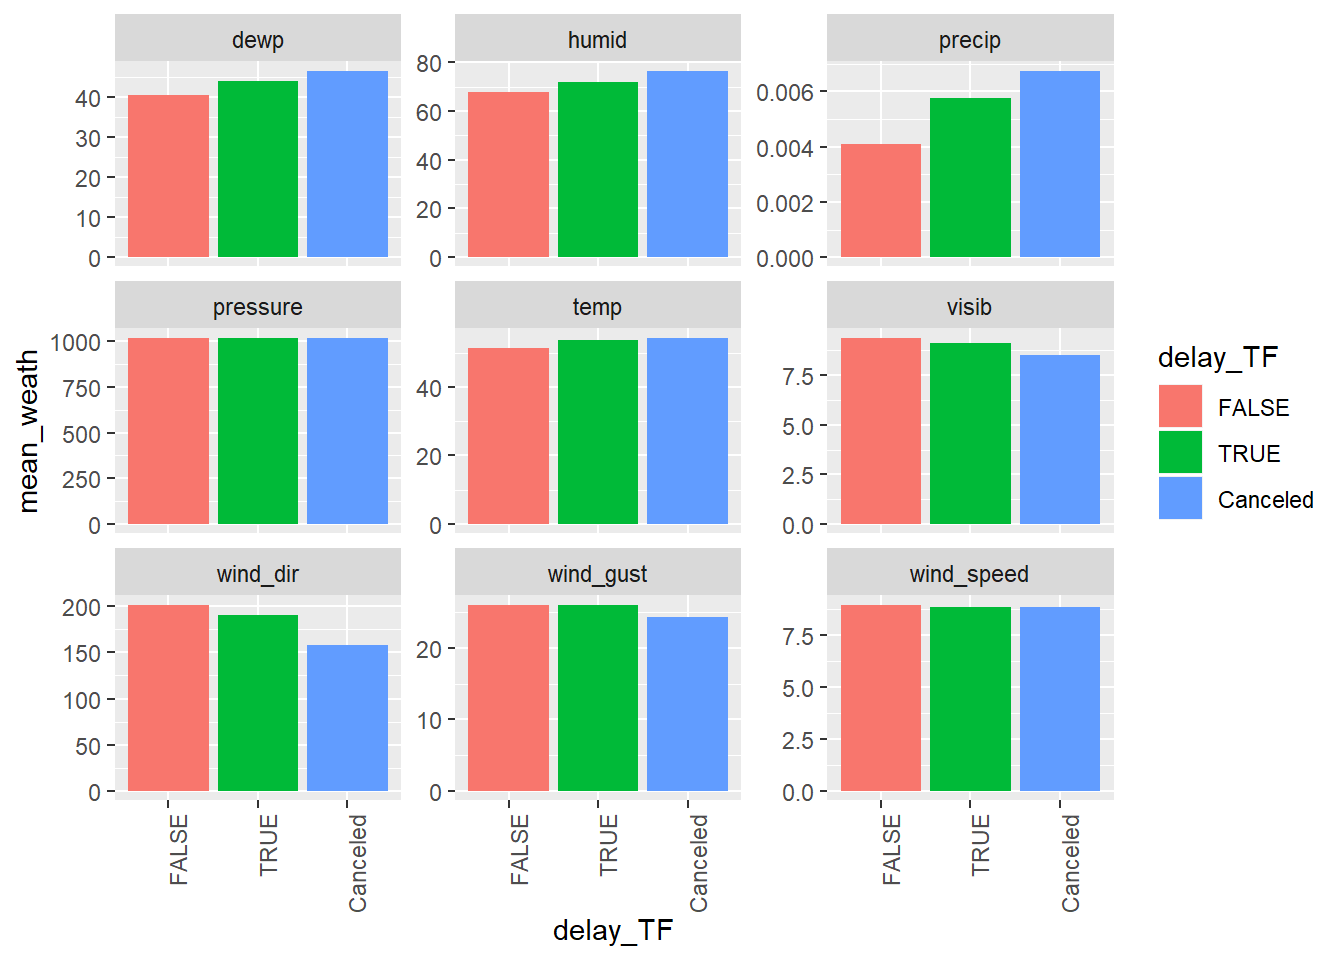 dewp
humid
precip
40
30
20
10
0
80
60
40
20
0
0.006
0.004
0.002
0.000
pressure
temp
visib
1000
750
500
250
0
40
20
0
7.5
5.0
2.5
0.0
wind_dir
wind_gust
wind_speed
200
150
100
50
0
20
10
0
7.5
5.0
2.5
0.0
FALSE
TRUE
Canceled
FALSE
TRUE
Canceled
FALSE
TRUE
Canceled
delay_TF
mean_weath
delay_TF
FALSE
TRUE
Canceled